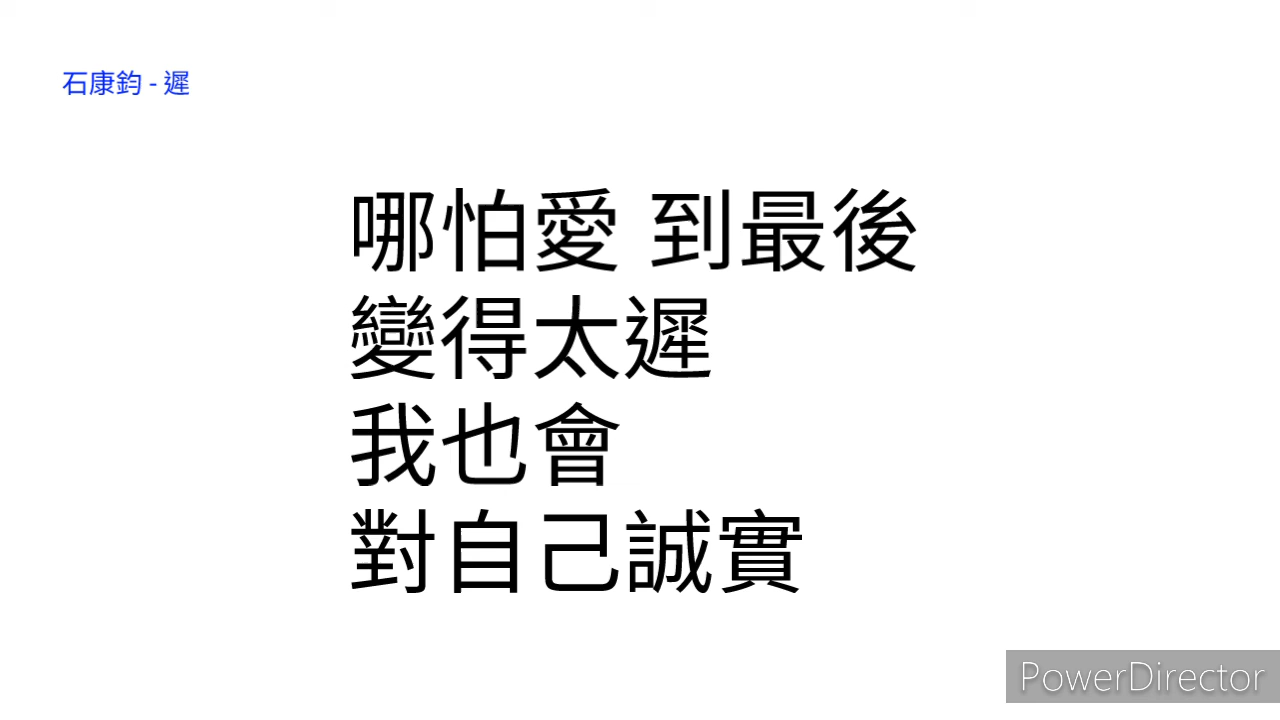 石康鈞 - 遲
哪怕愛 到最後
變得太遲
我也會
對自己誠實
PowerDirector